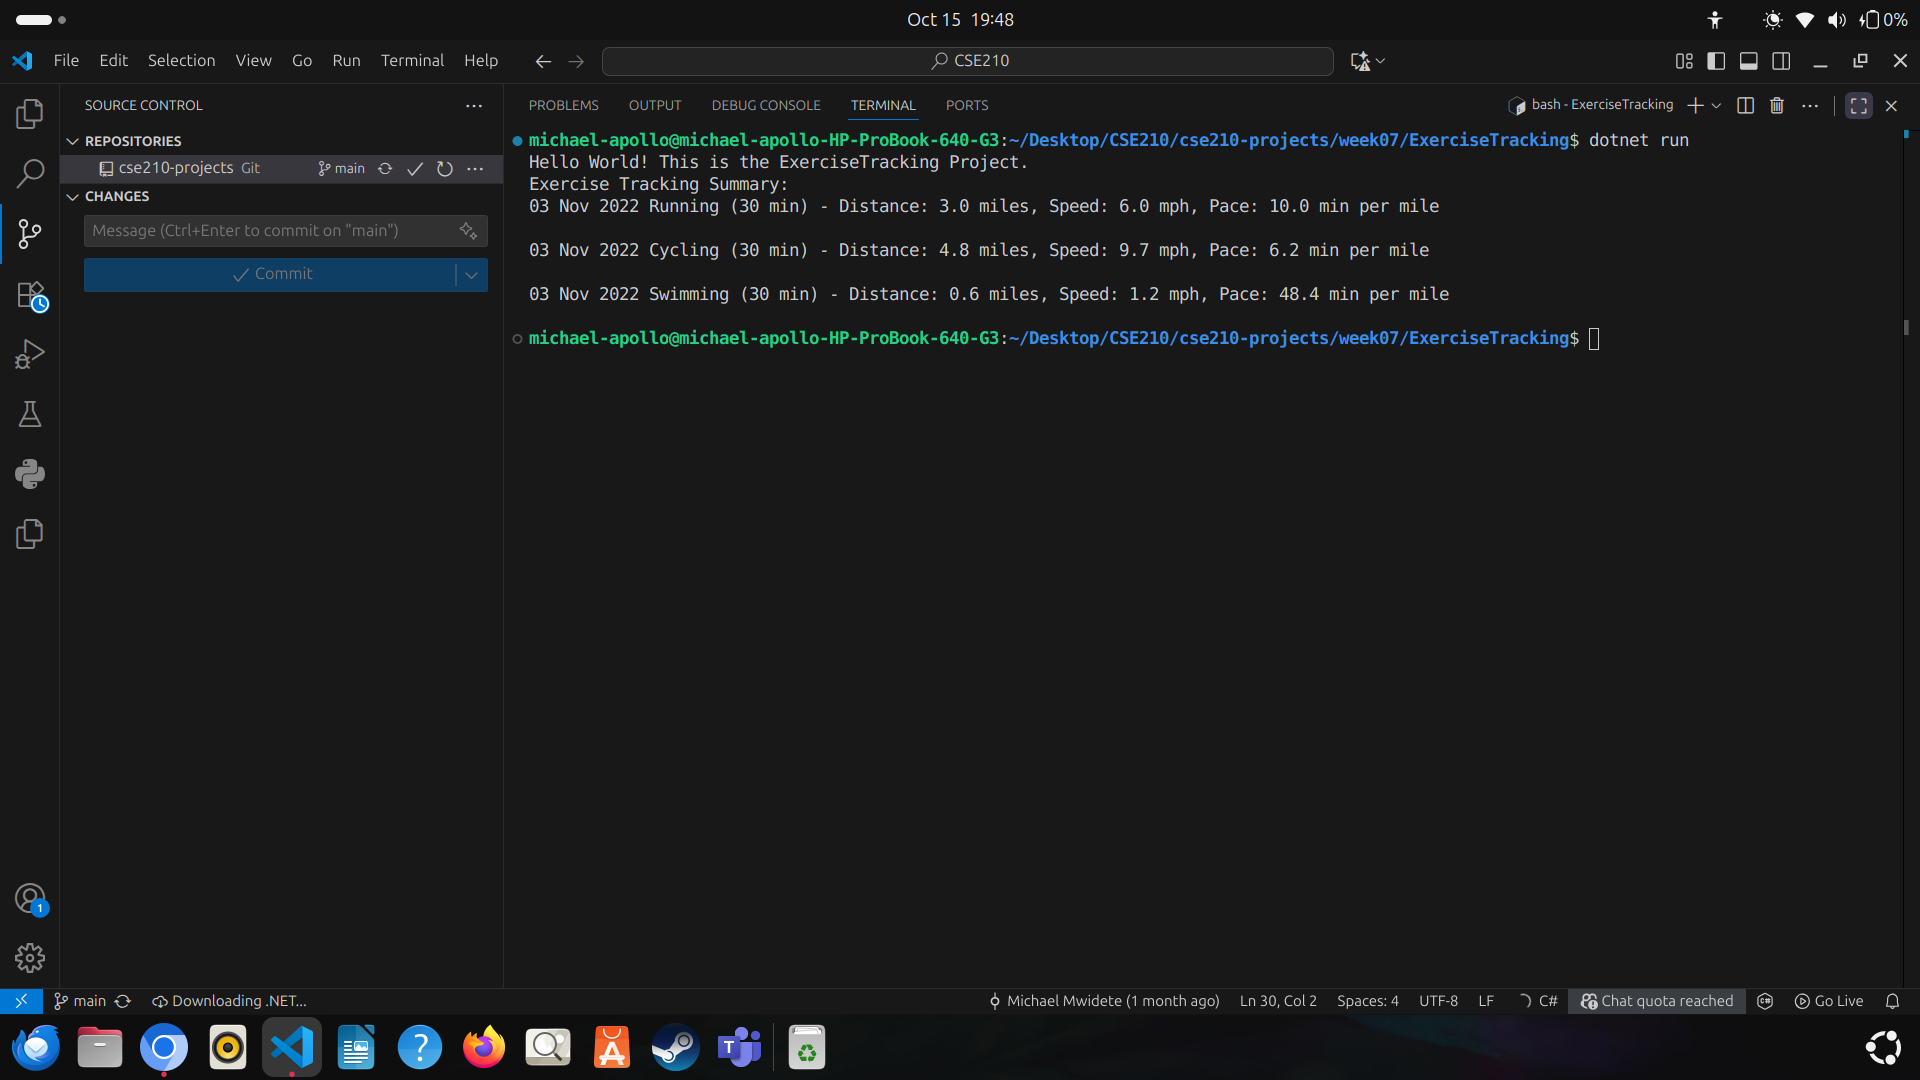 Oct 15 19:48
0%
File Edit Selection View Go Run Terminal Help
CSE210
SOURCE CONTROL
REPOSITORIES
cse210-projects Git main
CHANGES
Message (Ctrl+Enter to commit on "main")
Commit
PROBLEMS OUTPUT DEBUG CONSOLE TERMINAL PORTS
bash - ExerciseTracking
michael-apollo@michael-apollo-HP-ProBook-640-G3:~/Desktop/CSE210/cse210-projects/week07/ExerciseTracking$ dotnet run
Hello World! This is the ExerciseTracking Project.
Exercise Tracking Summary:
03 Nov 2022 Running (30 min) - Distance: 3.0 miles, Speed: 6.0 mph, Pace: 10.0 min per mile
03 Nov 2022 Cycling (30 min) - Distance: 4.8 miles, Speed: 9.7 mph, Pace: 6.2 min per mile
03 Nov 2022 Swimming (30 min) - Distance: 0.6 miles, Speed: 1.2 mph, Pace: 48.4 min per mile
michael-apollo@michael-apollo-HP-ProBook-640-G3:~/Desktop/CSE210/cse210-projects/week07/ExerciseTracking$
1
main Downloading .NET... Michael Mwidete (1 month ago) Ln 30, Col 2 Spaces: 4 UTF-8 LF C# Chat quota reached Go Live